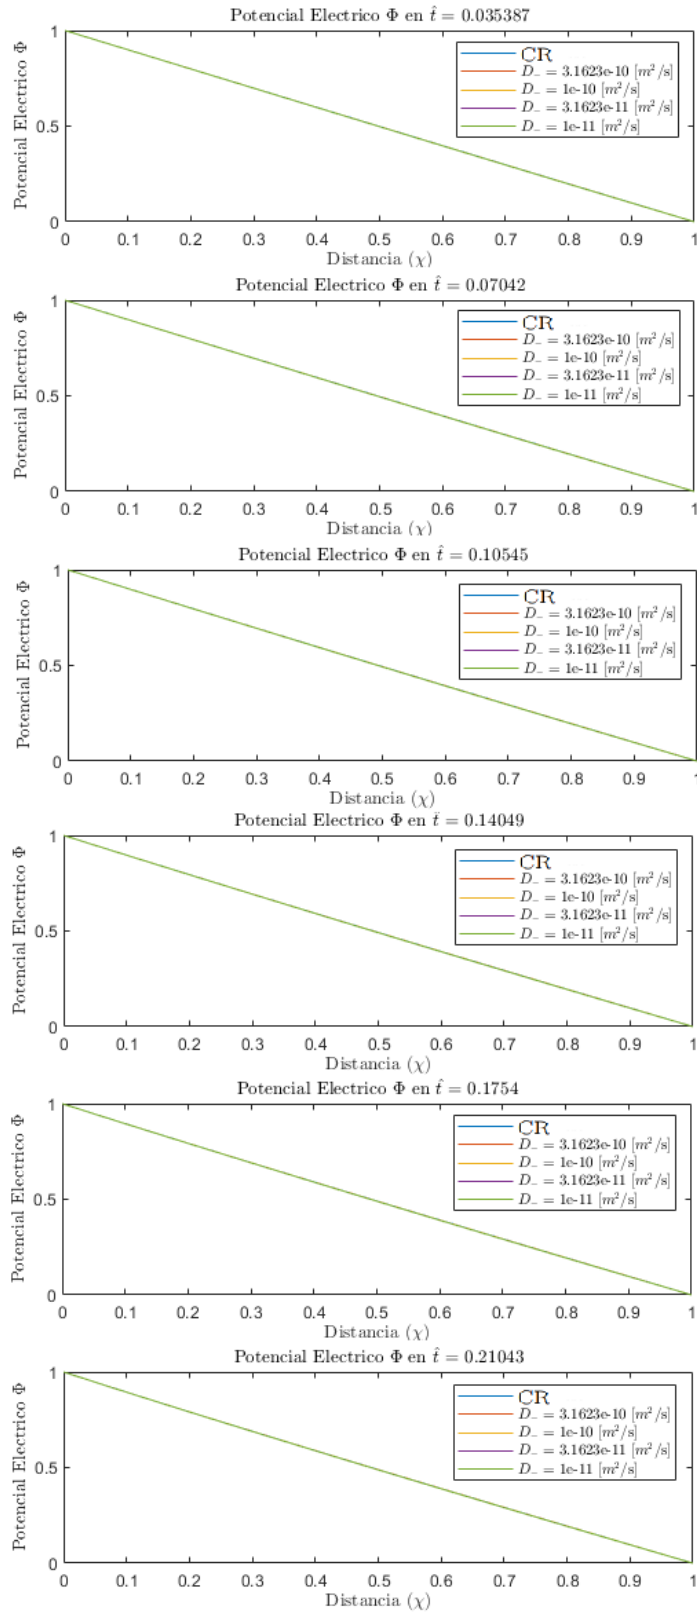 Potencial Electrico Φ en t̂ = 0.035387
Potencial Electrico Φ
1
0.5
0
CR
D₋ = 3.1623e-10 [m²/s]
D₋ = 1e-10 [m²/s]
D₋ = 3.1623e-11 [m²/s]
D₋ = 1e-11 [m²/s]
0 0.1 0.2 0.3 0.4 0.5 0.6 0.7 0.8 0.9 1
Distancia (χ)
Potencial Electrico Φ en t̂ = 0.07042
Potencial Electrico Φ
1
0.5
0
CR
D₋ = 3.1623e-10 [m²/s]
D₋ = 1e-10 [m²/s]
D₋ = 3.1623e-11 [m²/s]
D₋ = 1e-11 [m²/s]
0 0.1 0.2 0.3 0.4 0.5 0.6 0.7 0.8 0.9 1
Distancia (χ)
Potencial Electrico Φ en t̂ = 0.10545
Potencial Electrico Φ
1
0.5
0
CR
D₋ = 3.1623e-10 [m²/s]
D₋ = 1e-10 [m²/s]
D₋ = 3.1623e-11 [m²/s]
D₋ = 1e-11 [m²/s]
0 0.1 0.2 0.3 0.4 0.5 0.6 0.7 0.8 0.9 1
Distancia (χ)
Potencial Electrico Φ en t̂ = 0.14049
Potencial Electrico Φ
1
0.5
0
CR
D₋ = 3.1623e-10 [m²/s]
D₋ = 1e-10 [m²/s]
D₋ = 3.1623e-11 [m²/s]
D₋ = 1e-11 [m²/s]
0 0.1 0.2 0.3 0.4 0.5 0.6 0.7 0.8 0.9 1
Distancia (χ)
Potencial Electrico Φ en t̂ = 0.1754
Potencial Electrico Φ
1
0.5
0
CR
D₋ = 3.1623e-10 [m²/s]
D₋ = 1e-10 [m²/s]
D₋ = 3.1623e-11 [m²/s]
D₋ = 1e-11 [m²/s]
0 0.1 0.2 0.3 0.4 0.5 0.6 0.7 0.8 0.9 1
Distancia (χ)
Potencial Electrico Φ en t̂ = 0.21043
Potencial Electrico Φ
1
0.5
0
CR
D₋ = 3.1623e-10 [m²/s]
D₋ = 1e-10 [m²/s]
D₋ = 3.1623e-11 [m²/s]
D₋ = 1e-11 [m²/s]
0 0.1 0.2 0.3 0.4 0.5 0.6 0.7 0.8 0.9 1
Distancia (χ)